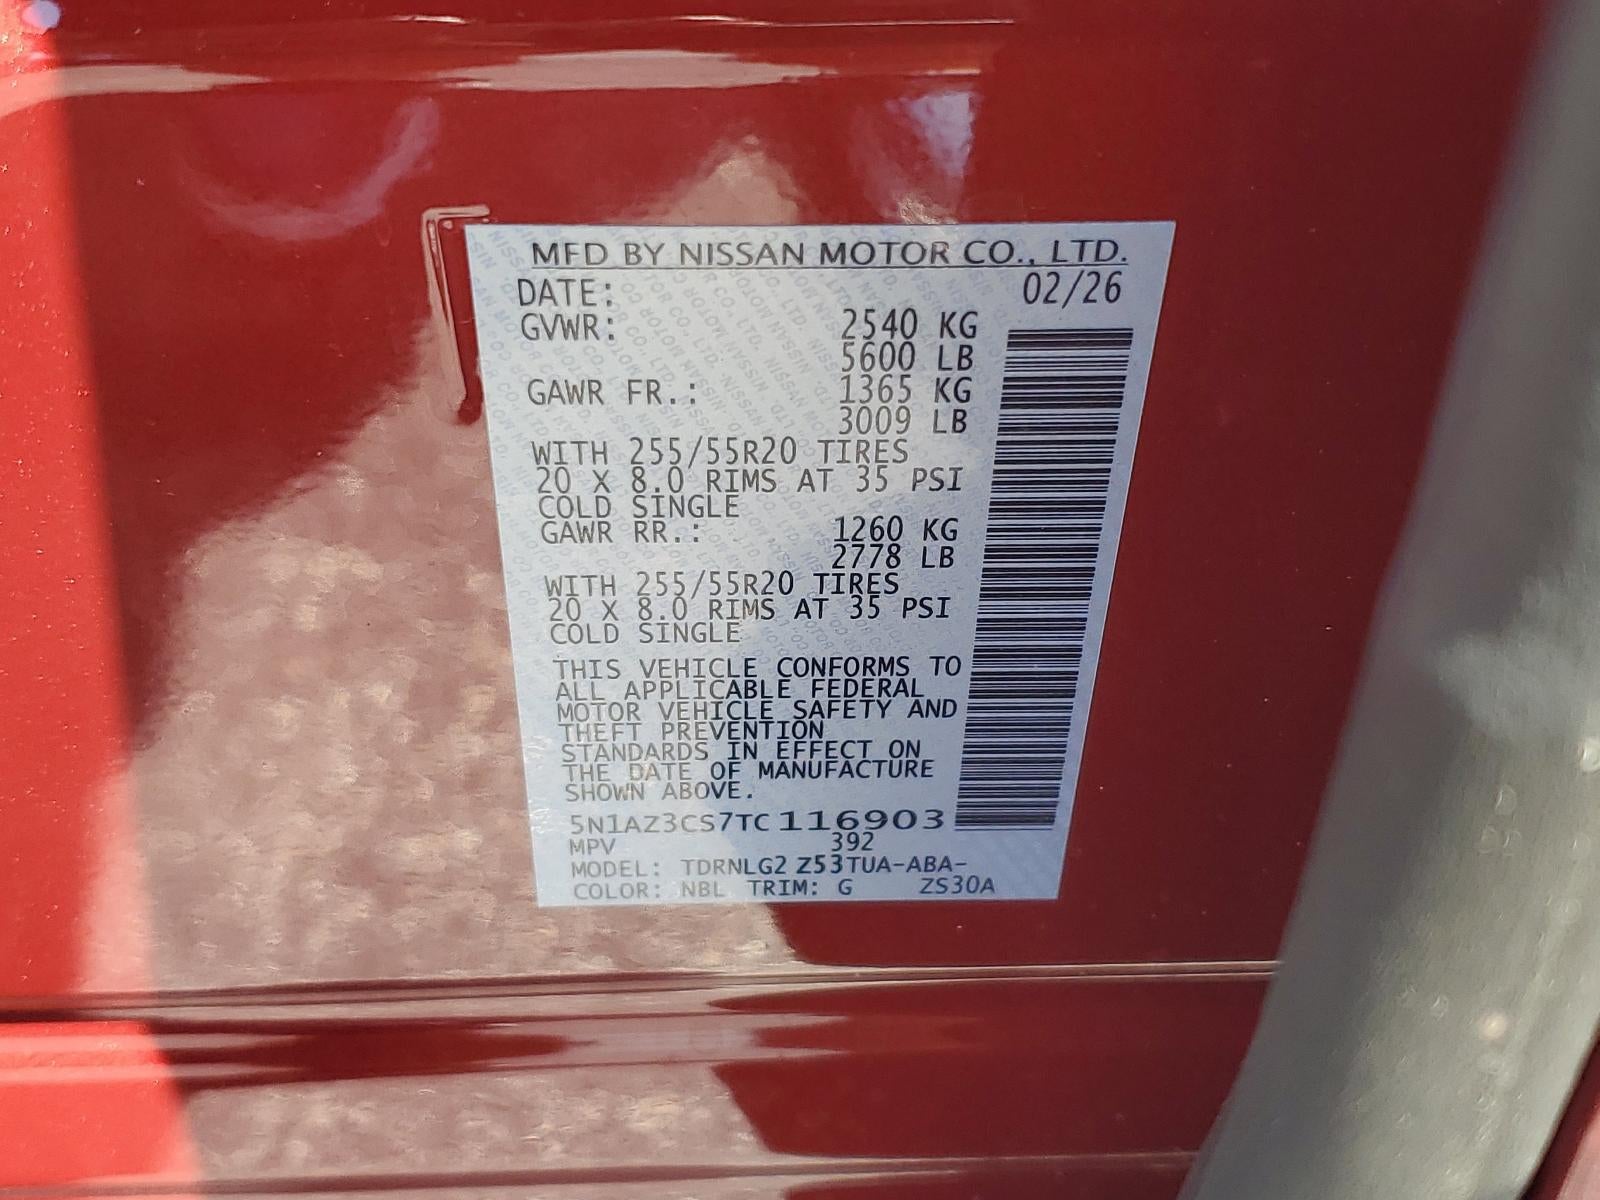 MFD BY NISSAN MOTOR CO., LTD.
DATE: 02/26
GVWR: 2540 KG
5600 LB
GAWR FR.: 1365 KG
3009 LB
WITH 255/55R20 TIRES
20 X 8.0 RIMS AT 35 PSI
COLD SINGLE
GAWR RR.: 1260 KG
2778 LB
WITH 255/55R20 TIRES
20 X 8.0 RIMS AT 35 PSI
COLD SINGLE
THIS VEHICLE CONFORMS TO
ALL APPLICABLE FEDERAL
MOTOR VEHICLE SAFETY AND
THEFT PREVENTION
STANDARDS IN EFFECT ON
THE DATE OF MANUFACTURE
SHOWN ABOVE.
5N1AZ3CS7TC116903
MPV 392
MODEL: TDRNLG2 Z53TUA-ABA-
COLOR: NBL TRIM: G ZS30A